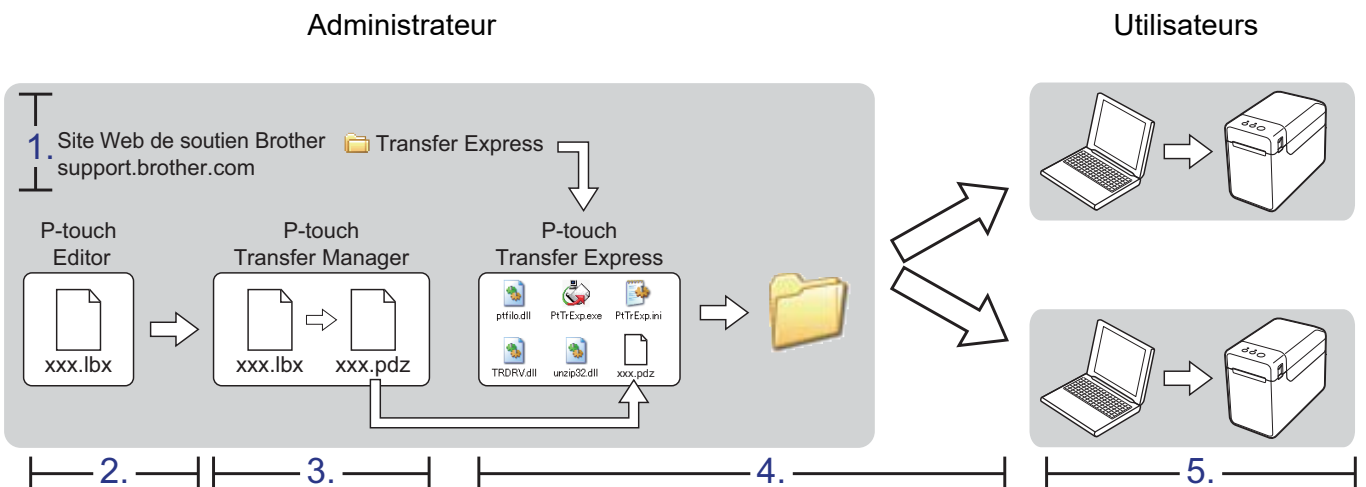 Administrateur
Utilisateurs
1.
Site Web de soutien Brother
support.brother.com
Transfer Express
P-touch
Editor
xxx.lbx
P-touch
Transfer Manager
xxx.lbx
xxx.pdz
P-touch
Transfer Express
ptfilo.dll
PtTrExp.exe
PtTrExp.ini
TRDRV.dll
unzip32.dll
xxx.pdz
2.
3.
4.
5.